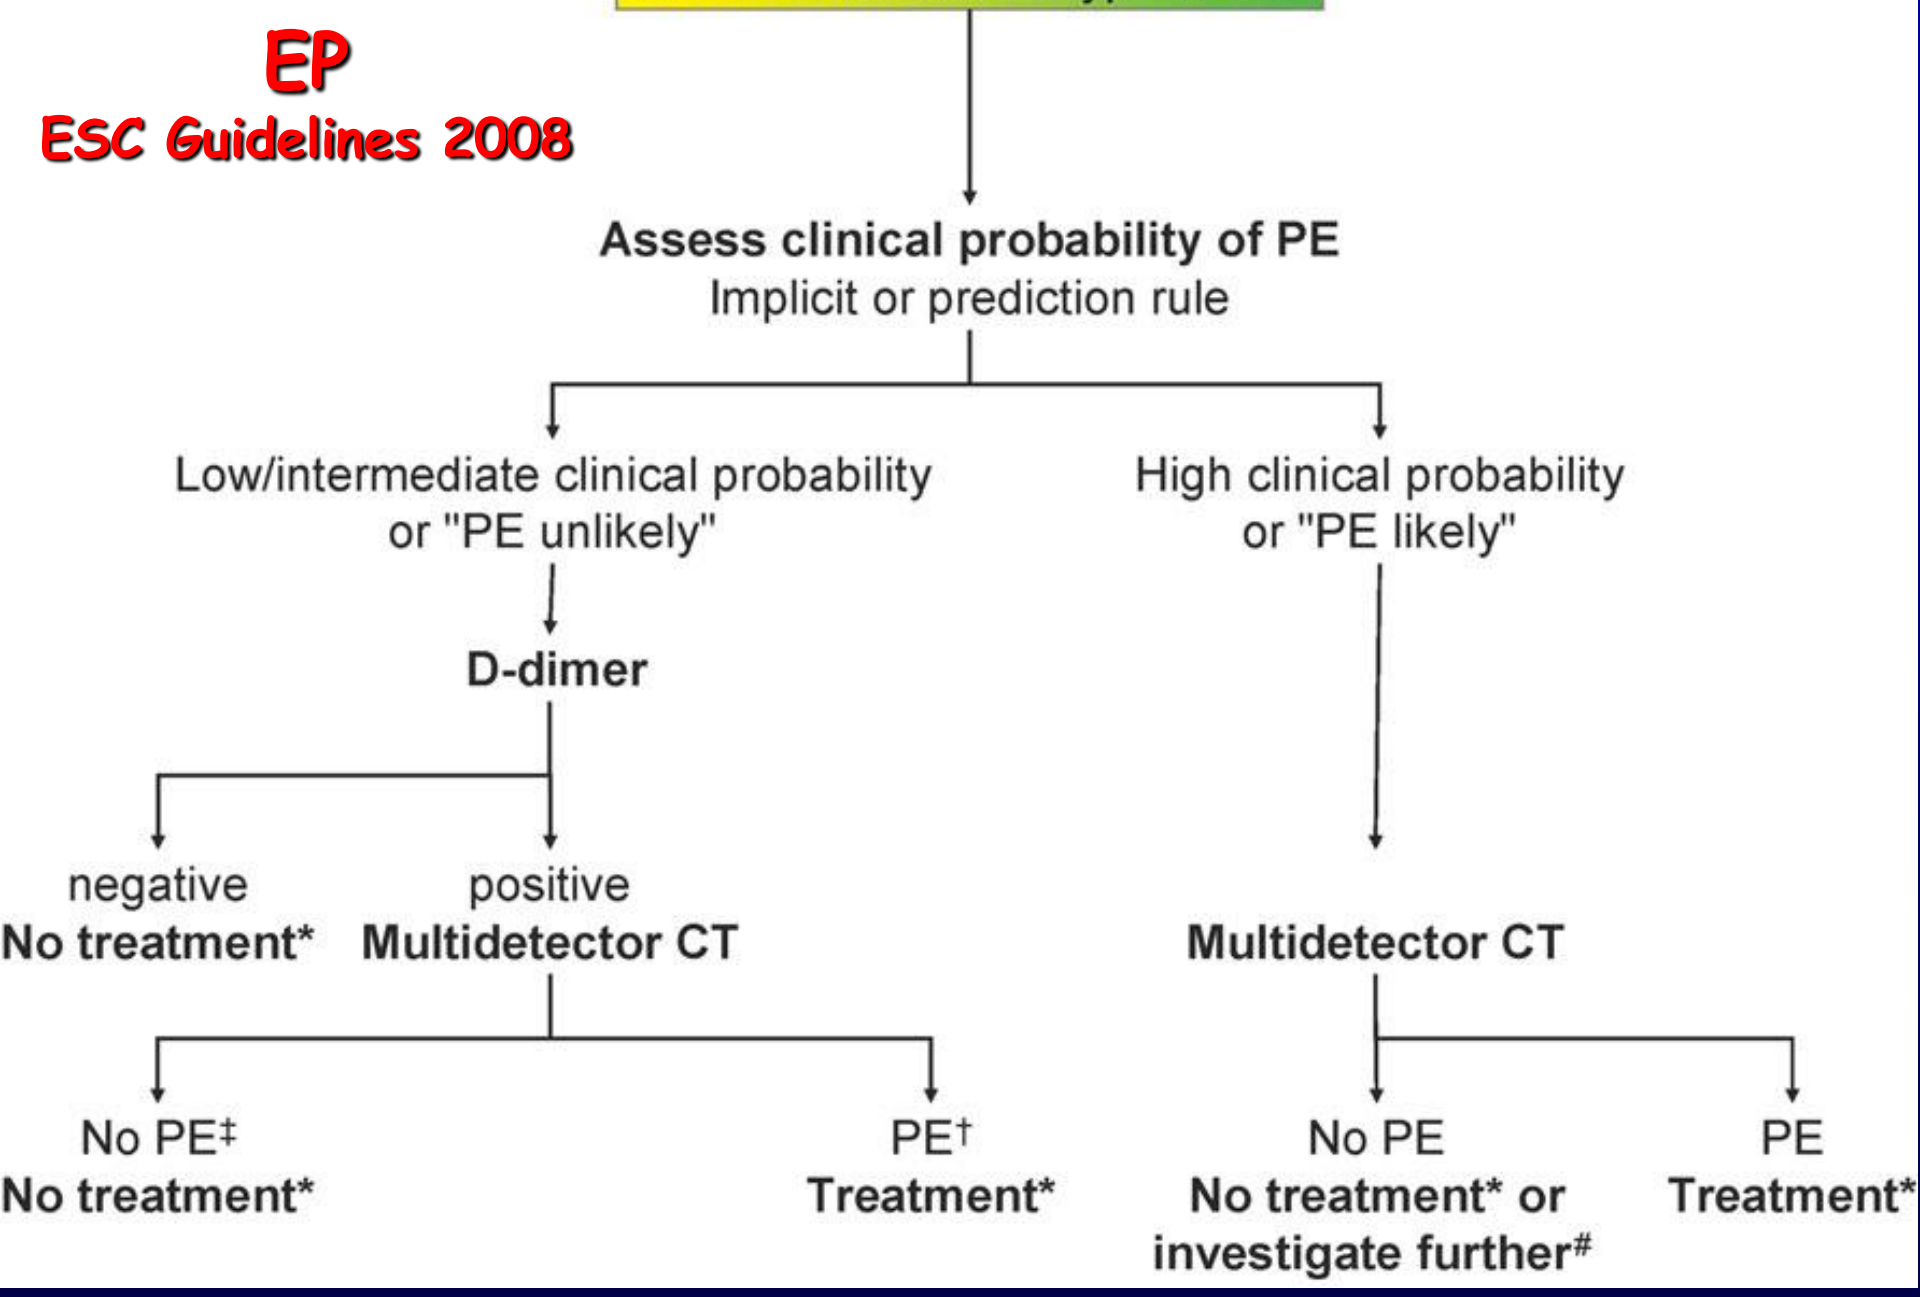 EP
ESC Guidelines 2008
Assess clinical probability of PE
Implicit or prediction rule
Low/intermediate clinical probability
or "PE unlikely"
High clinical probability
or "PE likely"
D-dimer
negative
No treatment*
positive
Multidetector CT
Multidetector CT
No PE‡
No treatment*
PE†
Treatment*
No PE
No treatment* or
investigate further#
PE
Treatment*